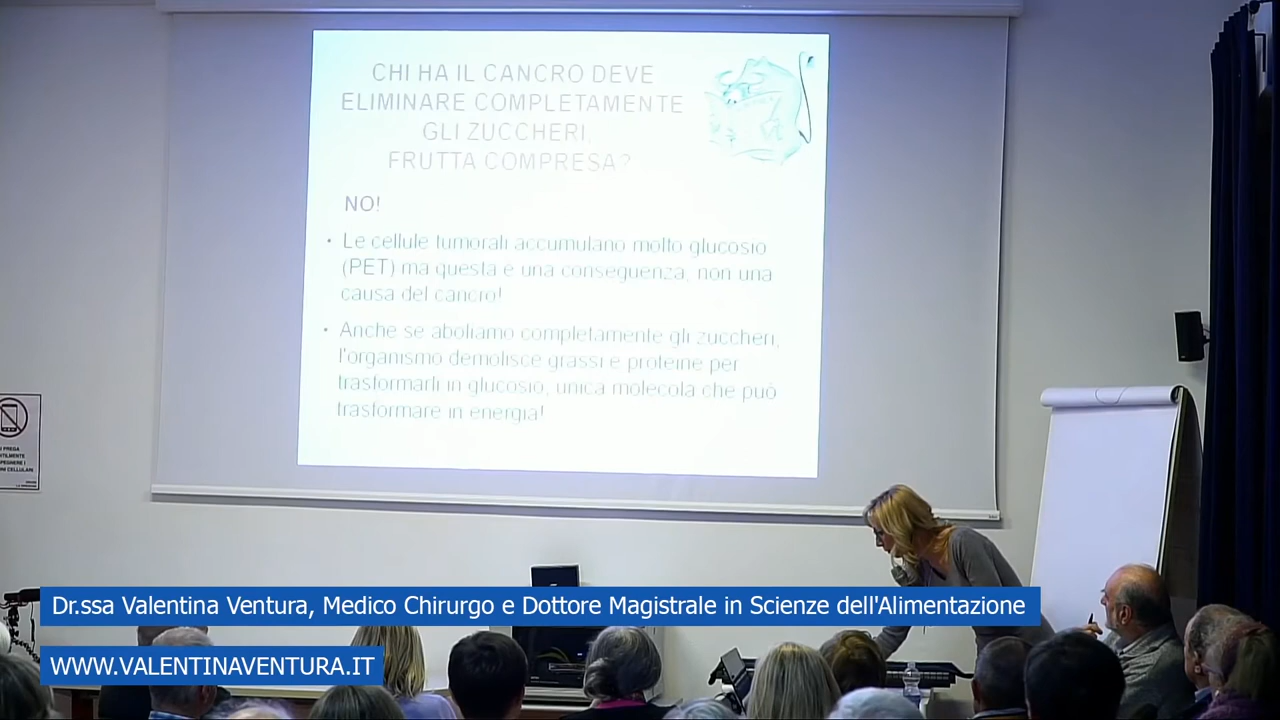 CHI HA IL CANCRO DEVE
ELIMINARE COMPLETAMENTE
GLI ZUCCHERI,
FRUTTA COMPRESA?
NO!
• Le cellule tumorali accumulano molto glucosio
(PET) ma questa è una conseguenza, non una
causa del cancro!
• Anche se aboliamo completamente gli zuccheri,
l'organismo demolisce grassi e proteine per
trasformarli in glucosio, unica molecola che può
trasformare in energia!
PREGA
CELLULARI
Dr.ssa Valentina Ventura, Medico Chirurgo e Dottore Magistrale in Scienze dell'Alimentazione
WWW.VALENTINAVENTURA.IT